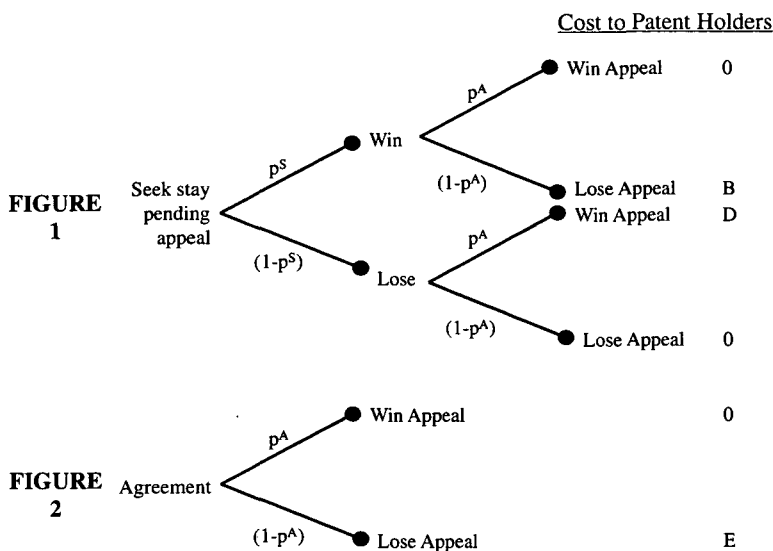 Cost to Patent Holders
Win Appeal 0
p^A
Win
p^S
(1-p^A)
Lose Appeal B
FIGURE 1
Seek stay pending appeal
Win Appeal D
p^A
(1-p^S)
Lose
(1-p^A)
Lose Appeal 0
Win Appeal 0
p^A
FIGURE 2
Agreement
(1-p^A)
Lose Appeal E